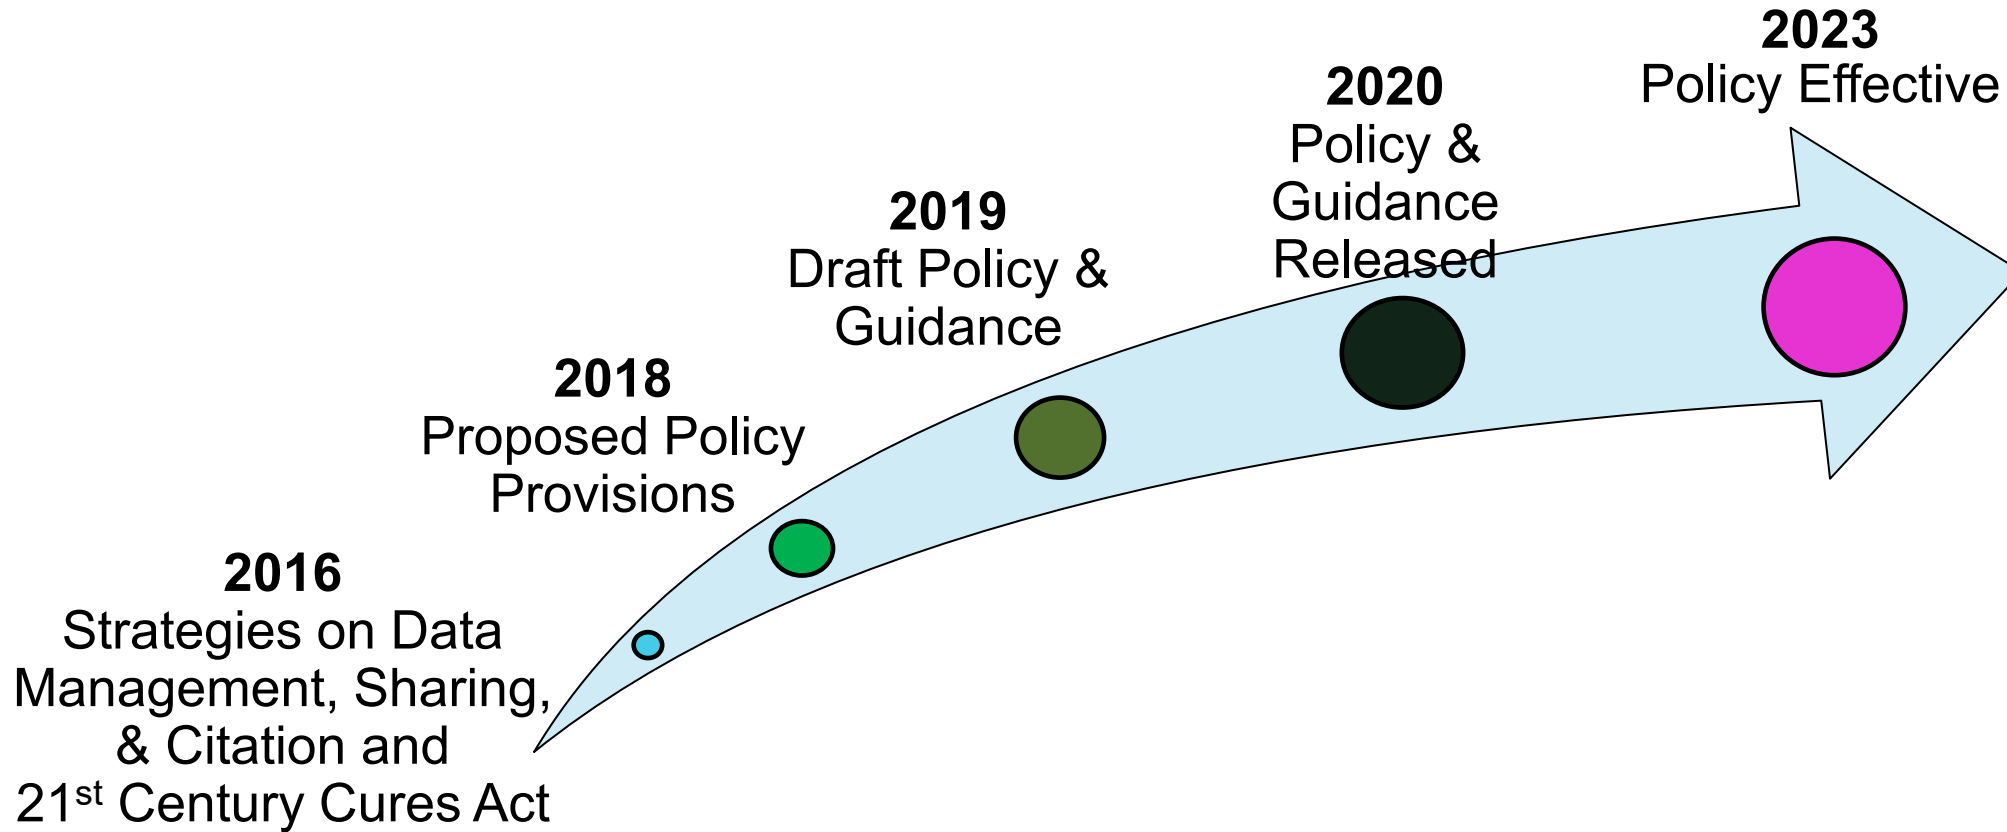 2016
Strategies on Data
Management, Sharing,
& Citation and
21st Century Cures Act
2018
Proposed Policy
Provisions
2019
Draft Policy &
Guidance
2020
Policy &
Guidance
Released
2023
Policy Effective